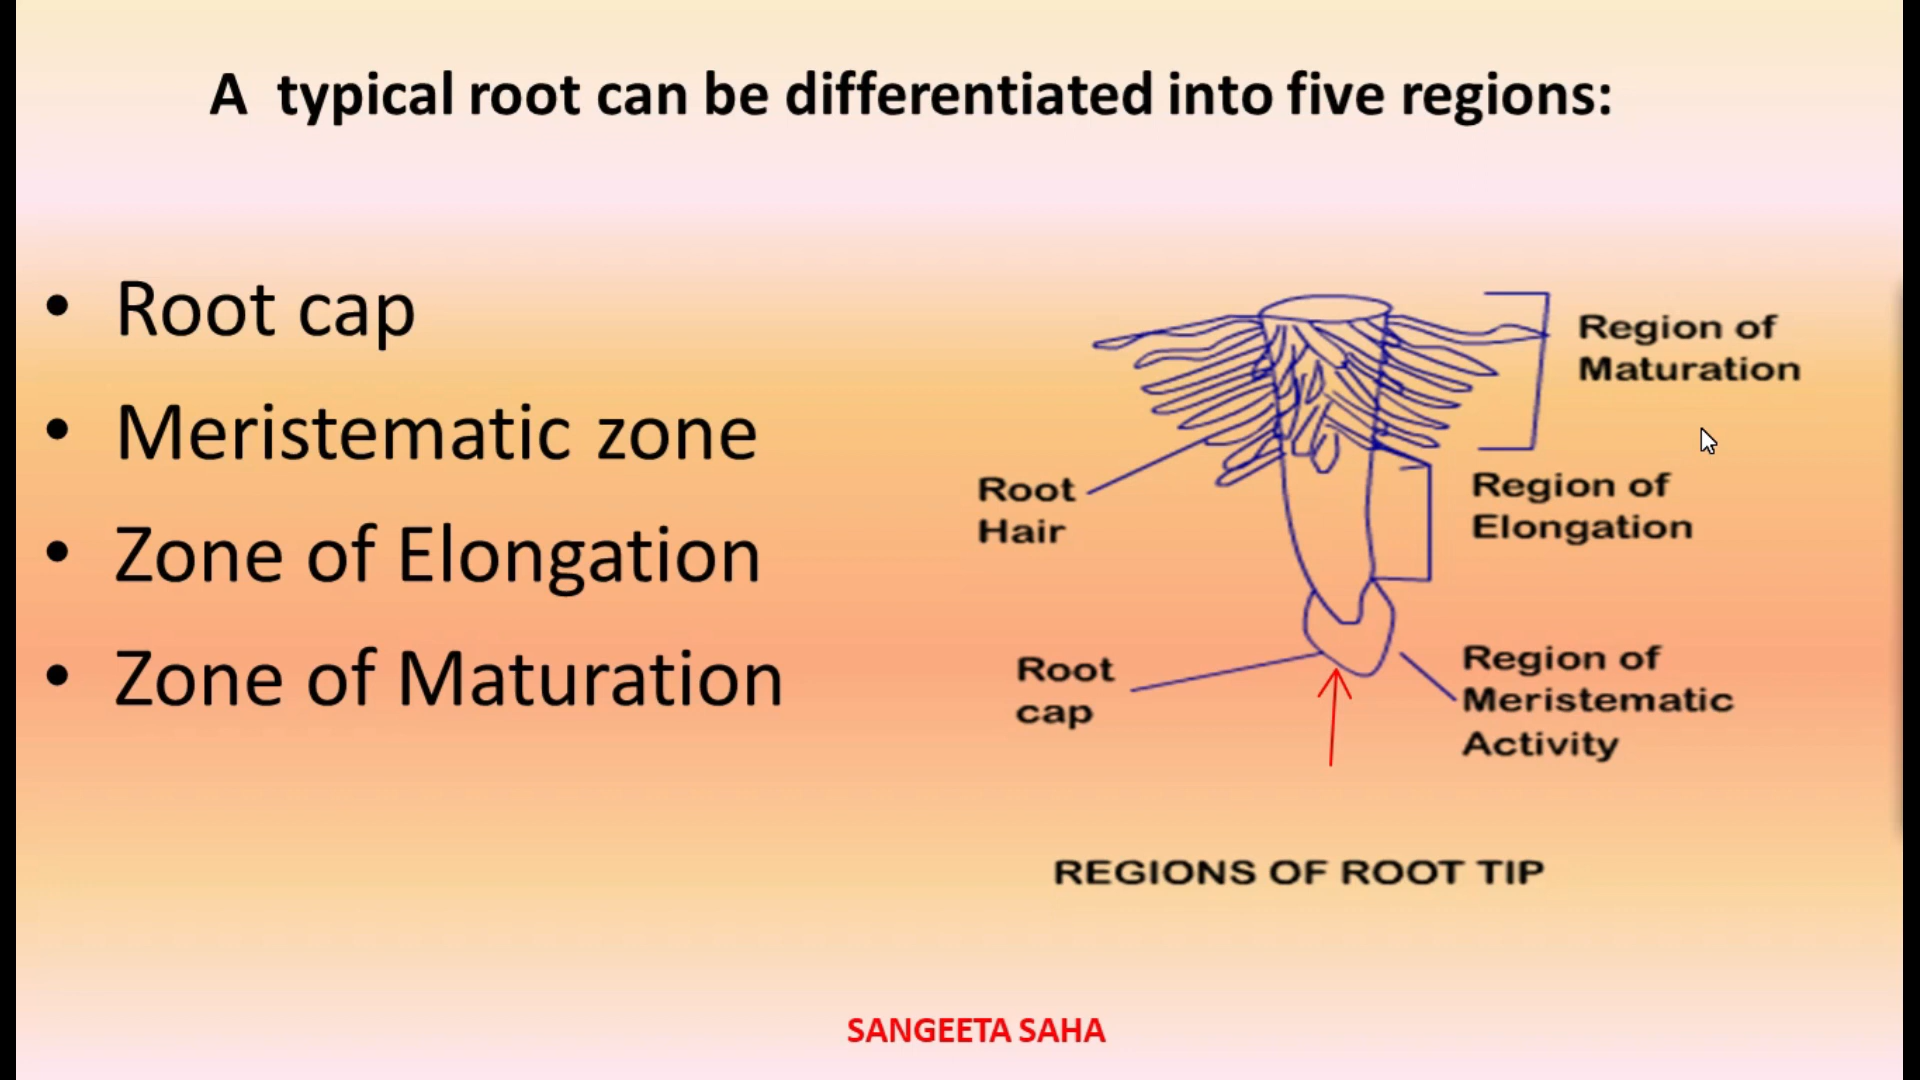 A typical root can be differentiated into five regions:
• Root cap
• Meristematic zone
• Zone of Elongation
• Zone of Maturation
Region of
Maturation
Root
Hair
Region of
Elongation
Root
cap
Region of
Meristematic
Activity
REGIONS OF ROOT TIP
SANGEETA SAHA